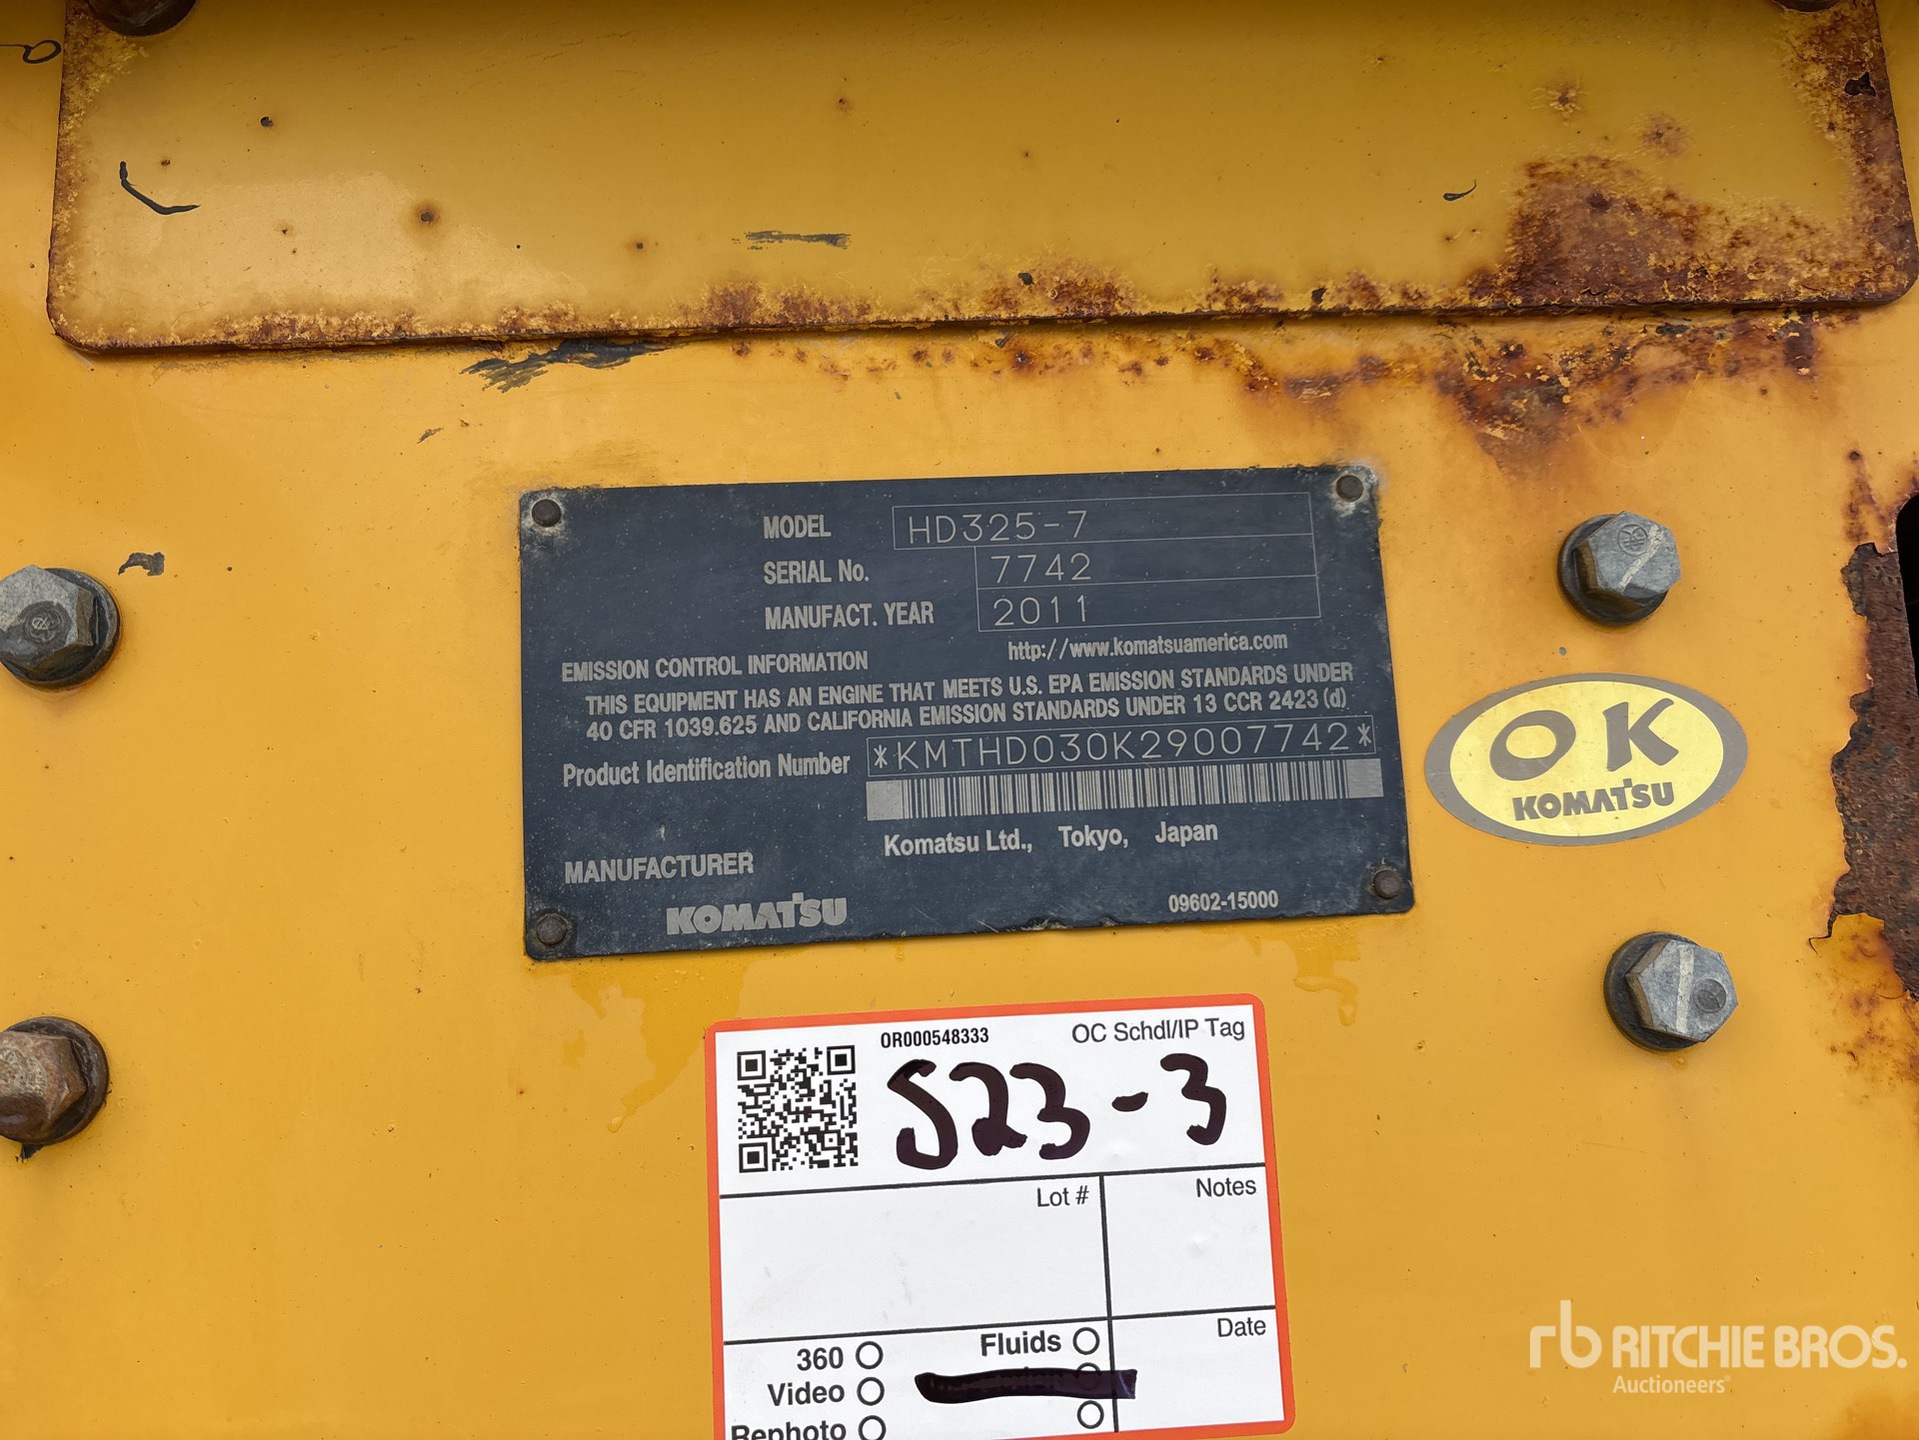 MODEL HD325-7
SERIAL No. 7742
MANUFACT. YEAR 2011
http://www.komatsuamerica.com
EMISSION CONTROL INFORMATION
THIS EQUIPMENT HAS AN ENGINE THAT MEETS U.S. EPA EMISSION STANDARDS UNDER
40 CFR 1039.625 AND CALIFORNIA EMISSION STANDARDS UNDER 13 CCR 2423 (d)
Product Identification Number *KMTHD030K29007742*
Komatsu Ltd., Tokyo, Japan
MANUFACTURER
KOMATSU
09602-15000
OK
KOMATSU
OR000548333 OC Schdl/IP Tag
S23-3
Lot # Notes
360 Fluids Date
Video
Rephoto
rb RITCHIE BROS.
Auctioneers